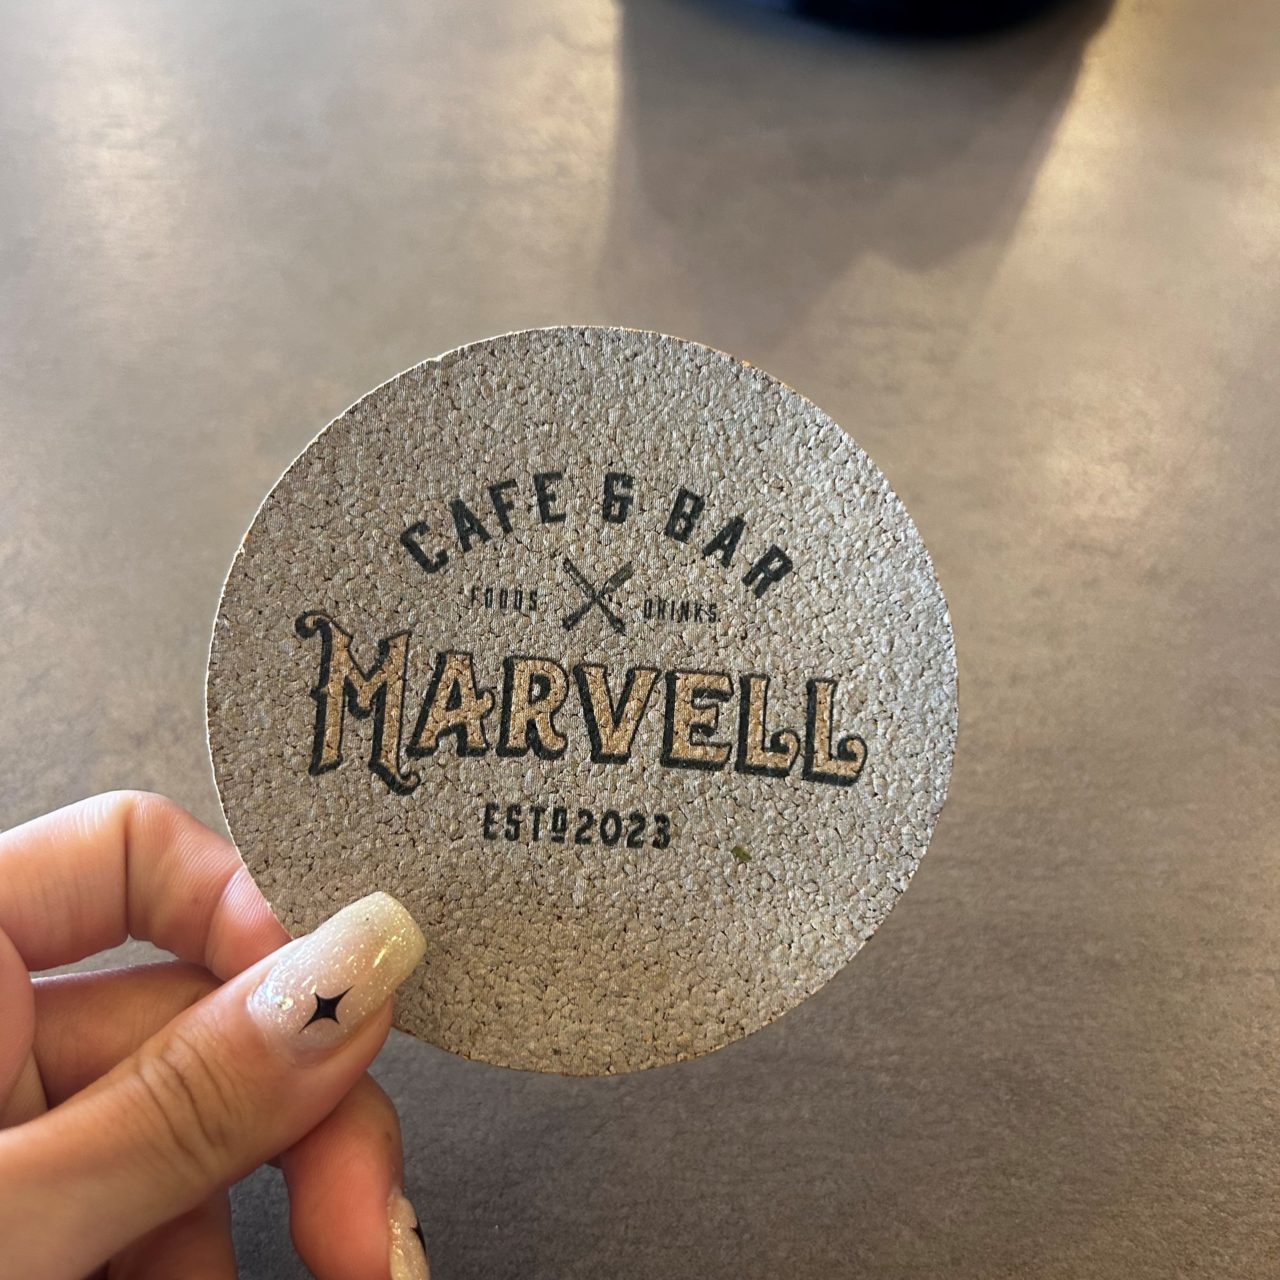 CAFE & BAR
FOODS DRINKS
MARVELL
ESTD 2023